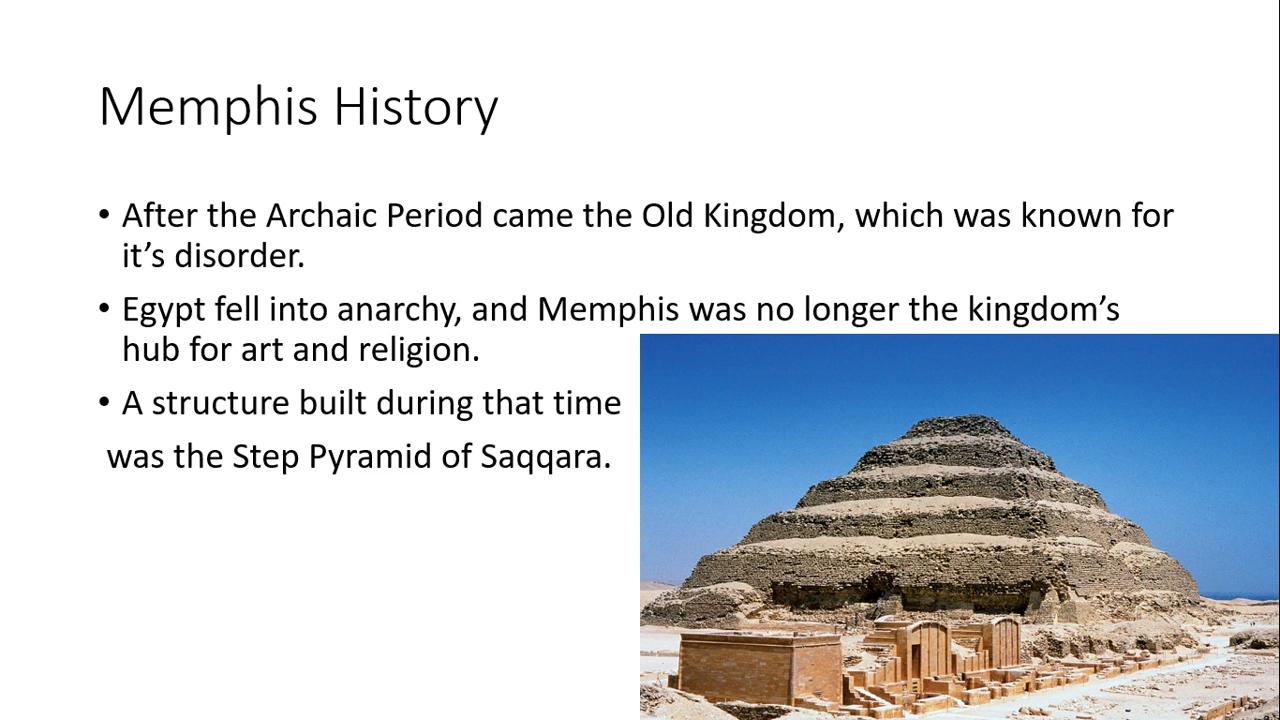 Memphis History
• After the Archaic Period came the Old Kingdom, which was known for
it’s disorder.
• Egypt fell into anarchy, and Memphis was no longer the kingdom’s
hub for art and religion.
• A structure built during that time
was the Step Pyramid of Saqqara.